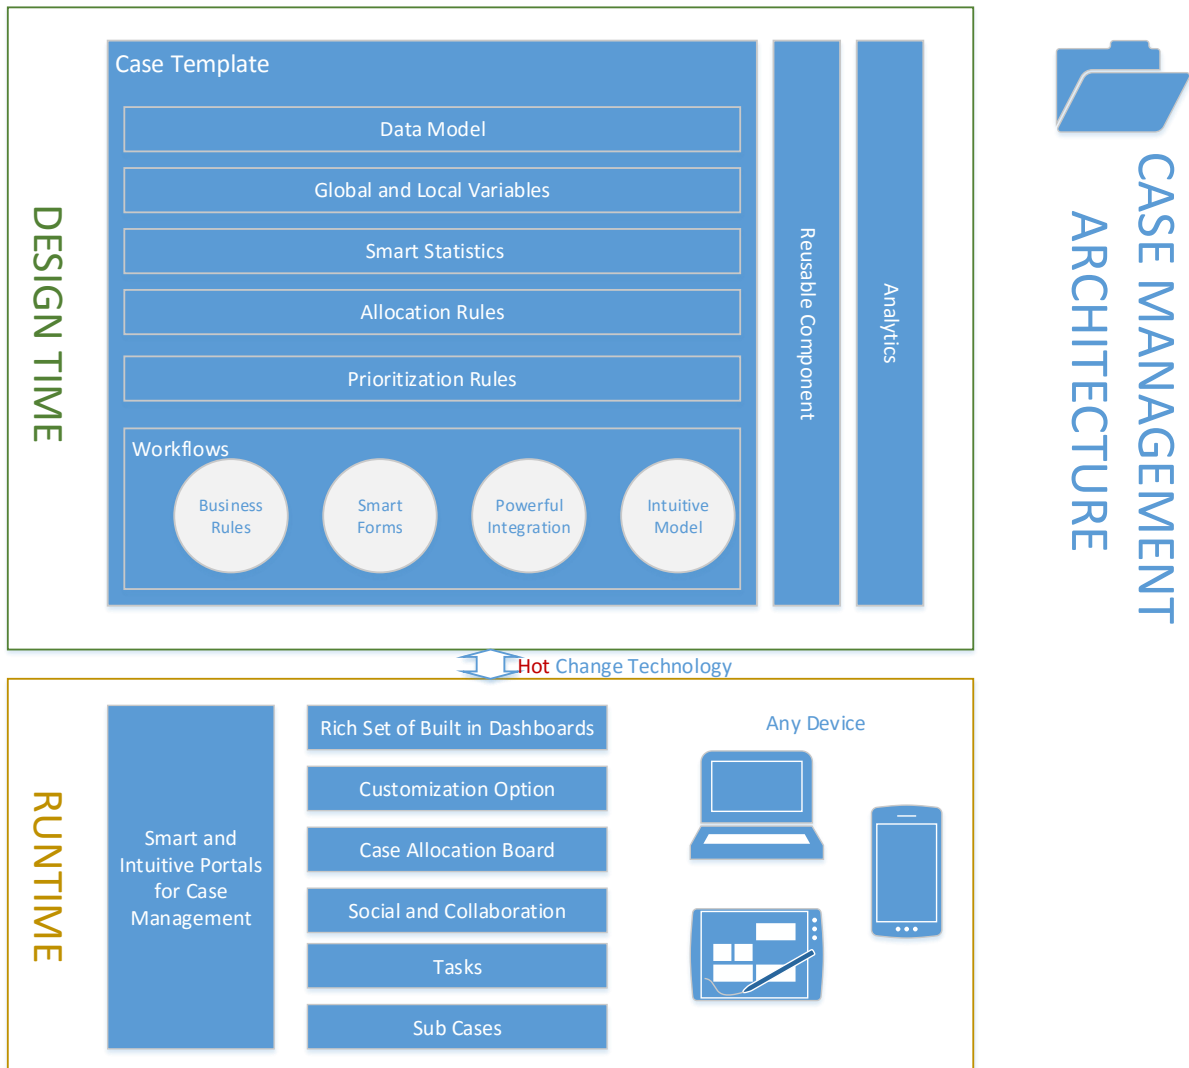 Case Template
Data Model
Global and Local Variables
Smart Statistics
Allocation Rules
Prioritization Rules
Workflows
Business
Rules
Smart
Forms
Powerful
Integration
Intuitive
Model
Reusable Component
Analytics
DESIGN TIME
CASE MANAGEMENT
ARCHITECTURE
Hot Change Technology
RUNTIME
Smart and
Intuitive Portals
for Case
Management
Rich Set of Built in Dashboards
Customization Option
Case Allocation Board
Social and Collaboration
Tasks
Sub Cases
Any Device